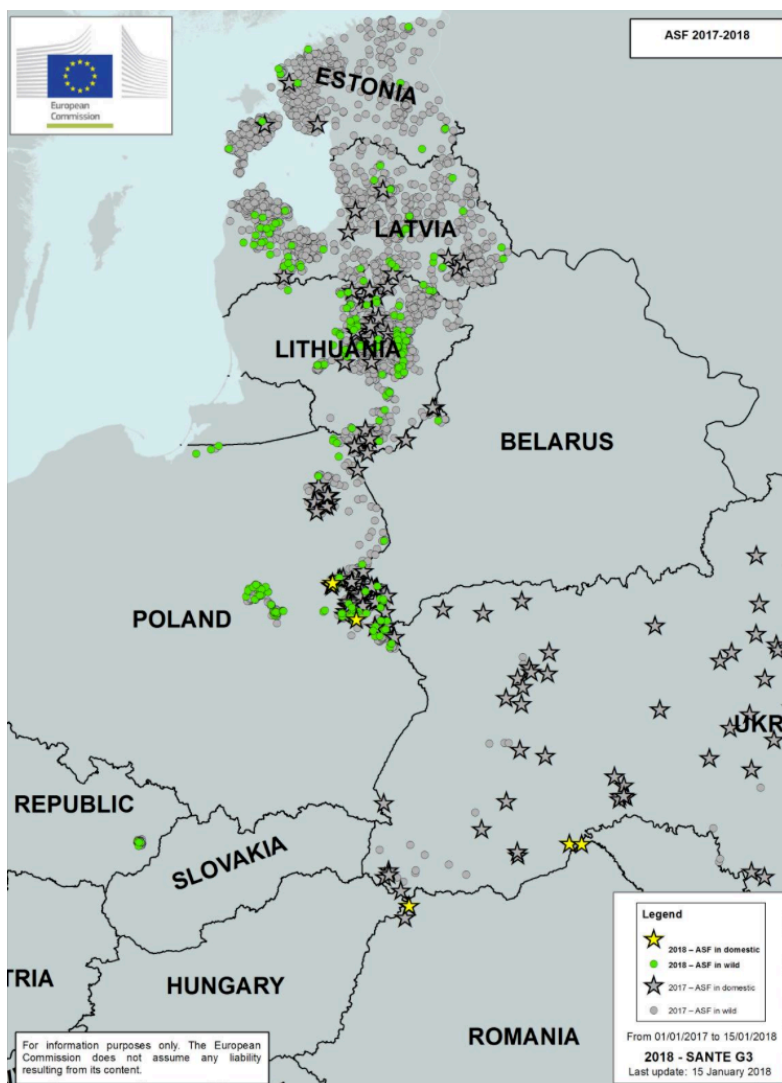 European
Commission
ASF 2017-2018
ESTONIA
LATVIA
LITHUANIA
BELARUS
POLAND
UKR
REPUBLIC
SLOVAKIA
TRIA
HUNGARY
ROMANIA
Legend
2018 – ASF in domestic
2018 – ASF in wild
2017 – ASF in domestic
2017 – ASF in wild
From 01/01/2017 to 15/01/2018
2018 - SANTE G3
Last update: 15 January 2018
For information purposes only. The European
Commission does not assume any liability
resulting from its content.